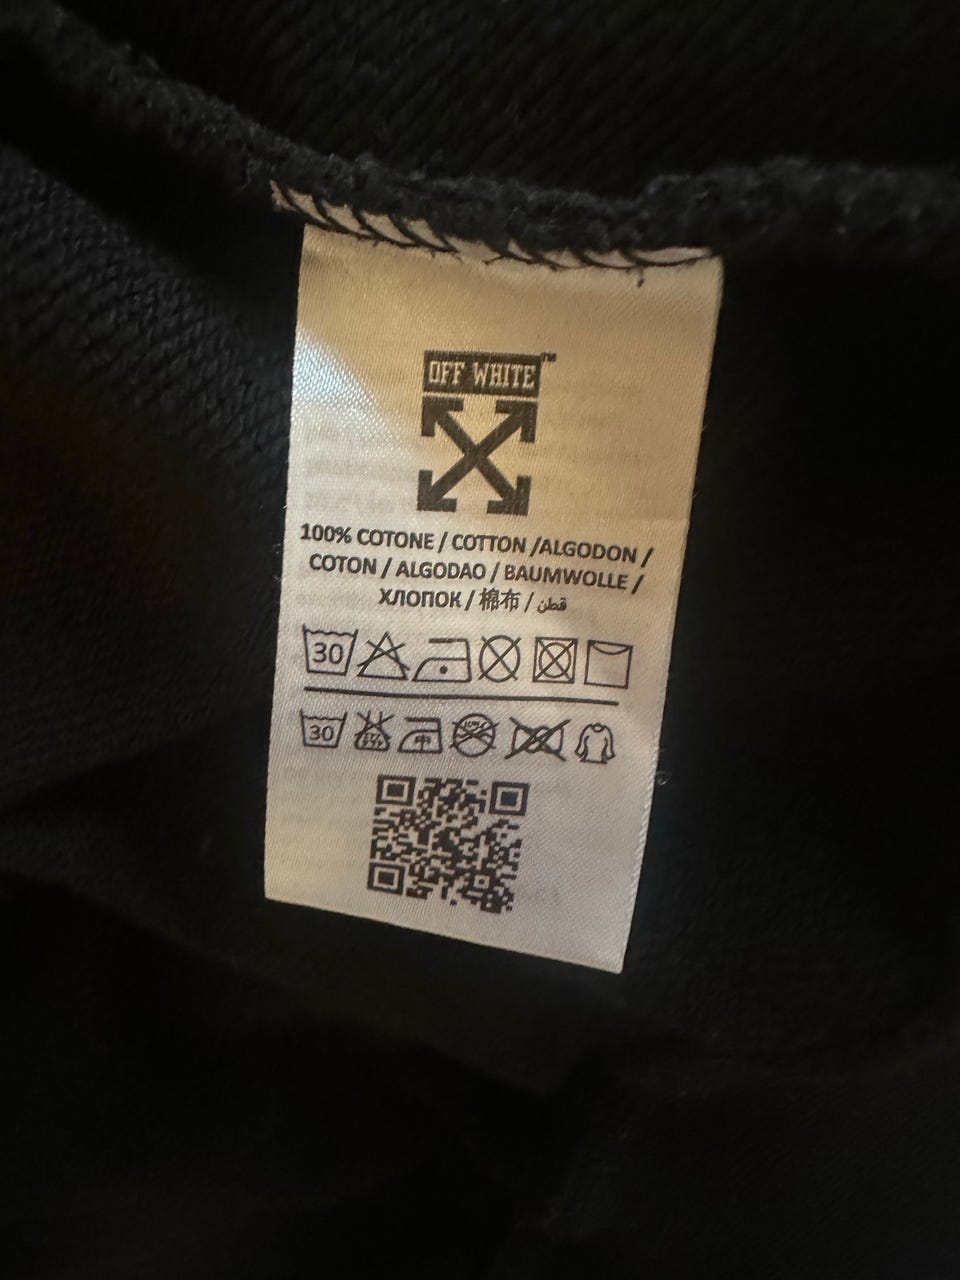 OFF WHITE™
100% COTONE / COTTON /ALGODON /
COTON / ALGODAO / BAUMWOLLE /
ХЛОПОК / 棉布 / قطن
30
30